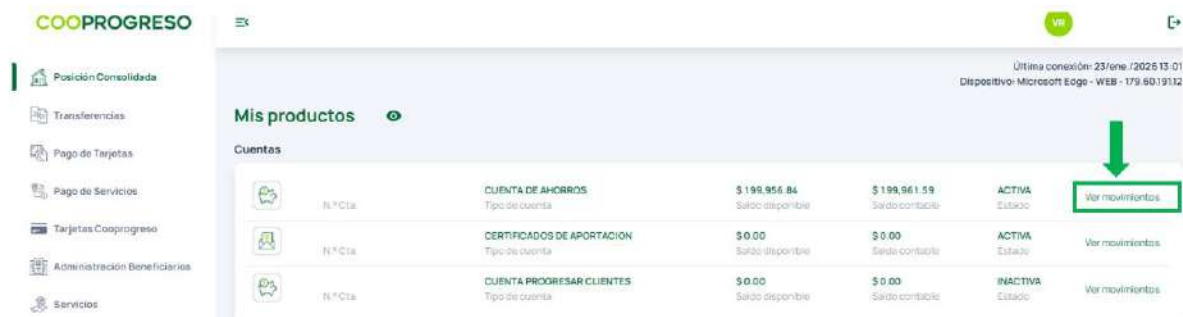 COOPROGRESO
VR
Última conexión: 23/ene./2026 13:01
Dispositivo: Microsoft Edge - WEB - 179.60.191.12
Posición Consolidada
Transferencias
Pago de Tarjetas
Pago de Servicios
Tarjetas Cooprogreso
Administración Beneficiarios
Servicios
Mis productos
Cuentas
CUENTA DE AHORROS $ 199,956.84 $ 199,961.59 ACTIVA Ver movimientos
N.º Cta. Tipo de cuenta Saldo disponible Saldo contable Estado
CERTIFICADOS DE APORTACION $ 0.00 $ 0.00 ACTIVA Ver movimientos
N.º Cta. Tipo de cuenta Saldo disponible Saldo contable Estado
CUENTA PROGRESAR CLIENTES $ 0.00 $ 0.00 INACTIVA Ver movimientos
N.º Cta. Tipo de cuenta Saldo disponible Saldo contable Estado